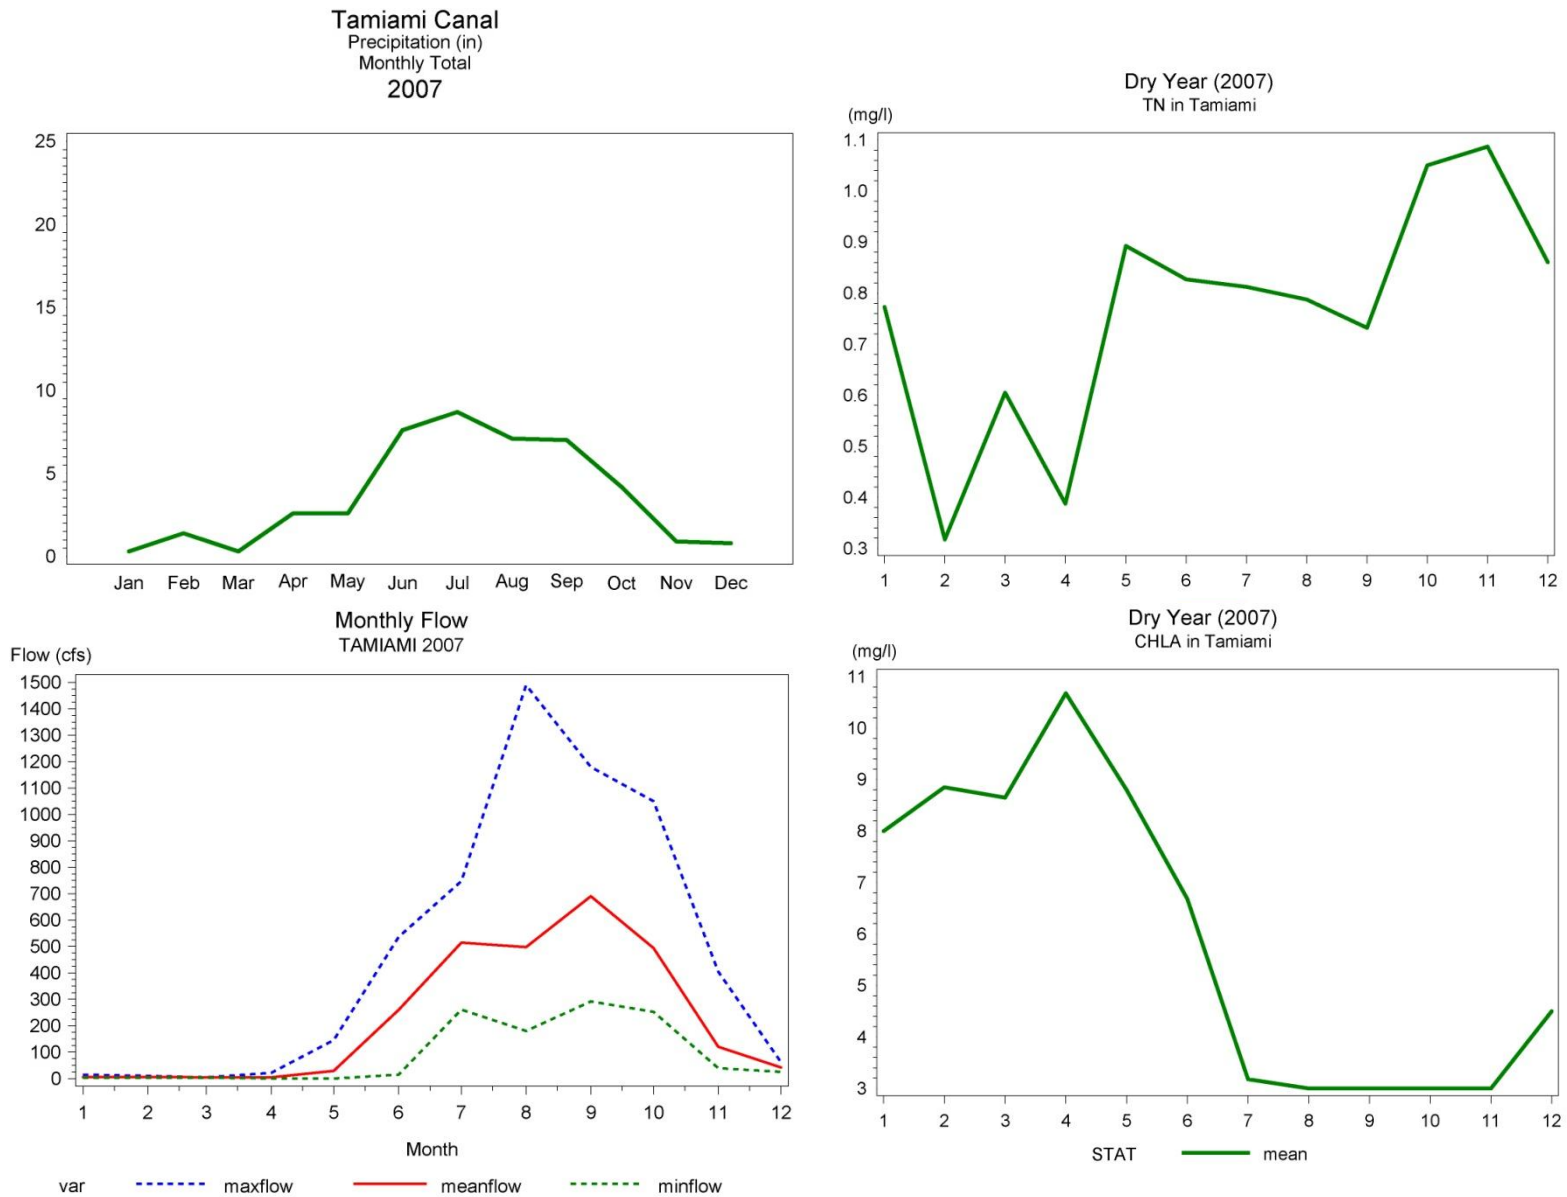 Tamiami Canal
Precipitation (in)
Monthly Total
2007
25
20
15
10
5
0
Jan Feb Mar Apr May Jun Jul Aug Sep Oct Nov Dec
Dry Year (2007)
TN in Tamiami
(mg/l)
1.1
1.0
0.9
0.8
0.7
0.6
0.5
0.4
0.3
1 2 3 4 5 6 7 8 9 10 11 12
Monthly Flow
TAMIAMI 2007
Flow (cfs)
1500
1400
1300
1200
1100
1000
900
800
700
600
500
400
300
200
100
0
1 2 3 4 5 6 7 8 9 10 11 12
Month
var maxflow meanflow minflow
Dry Year (2007)
CHLA in Tamiami
(mg/l)
11
10
9
8
7
6
5
4
3
1 2 3 4 5 6 7 8 9 10 11 12
STAT mean